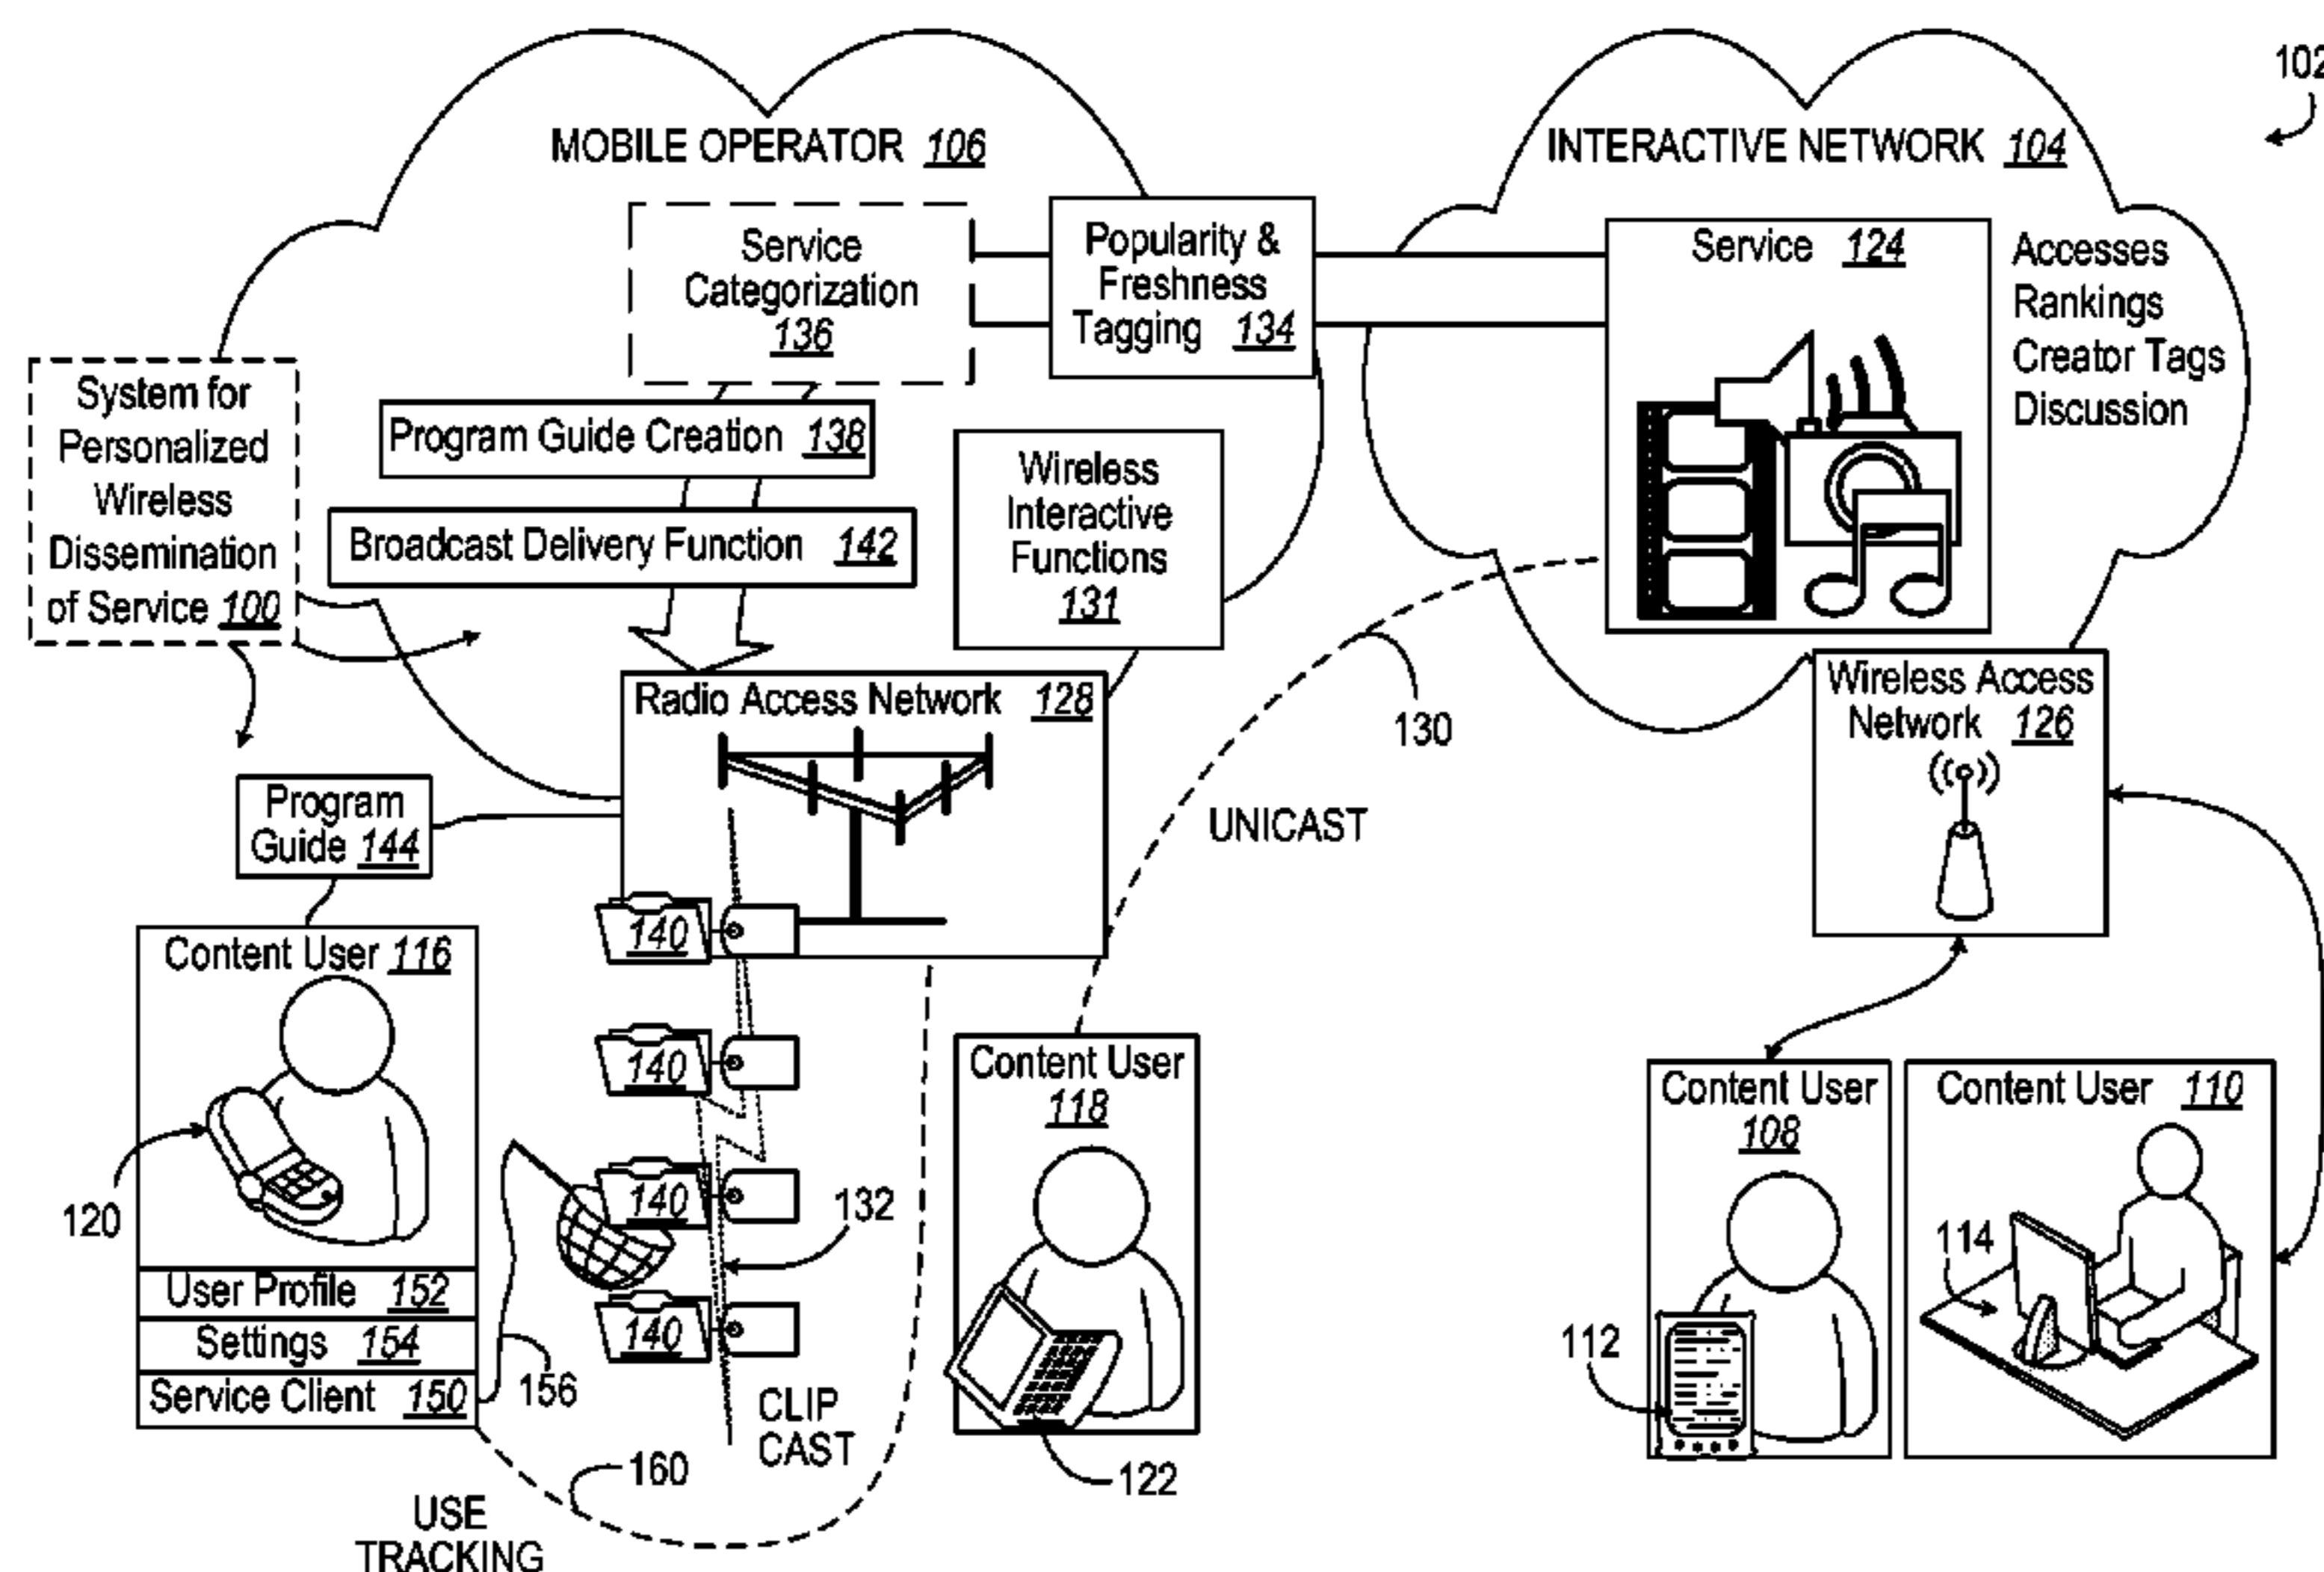 102
MOBILE OPERATOR 106
INTERACTIVE NETWORK 104
Service
Categorization
136
Popularity &
Freshness
Tagging 134
Service 124
Accesses
Rankings
Creator Tags
Discussion
System for
Personalized
Wireless
Dissemination
of Service 100
Program Guide Creation 138
Broadcast Delivery Function 142
Wireless
Interactive
Functions
131
Radio Access Network 128
130
UNICAST
Wireless Access
Network 126
Program
Guide 144
Content User 116
120
User Profile 152
Settings 154
Service Client 150
156
140
140
140
140
132
CLIP
CAST
160
USE
TRACKING
Content User
118
122
Content User
108
112
Content User 110
114